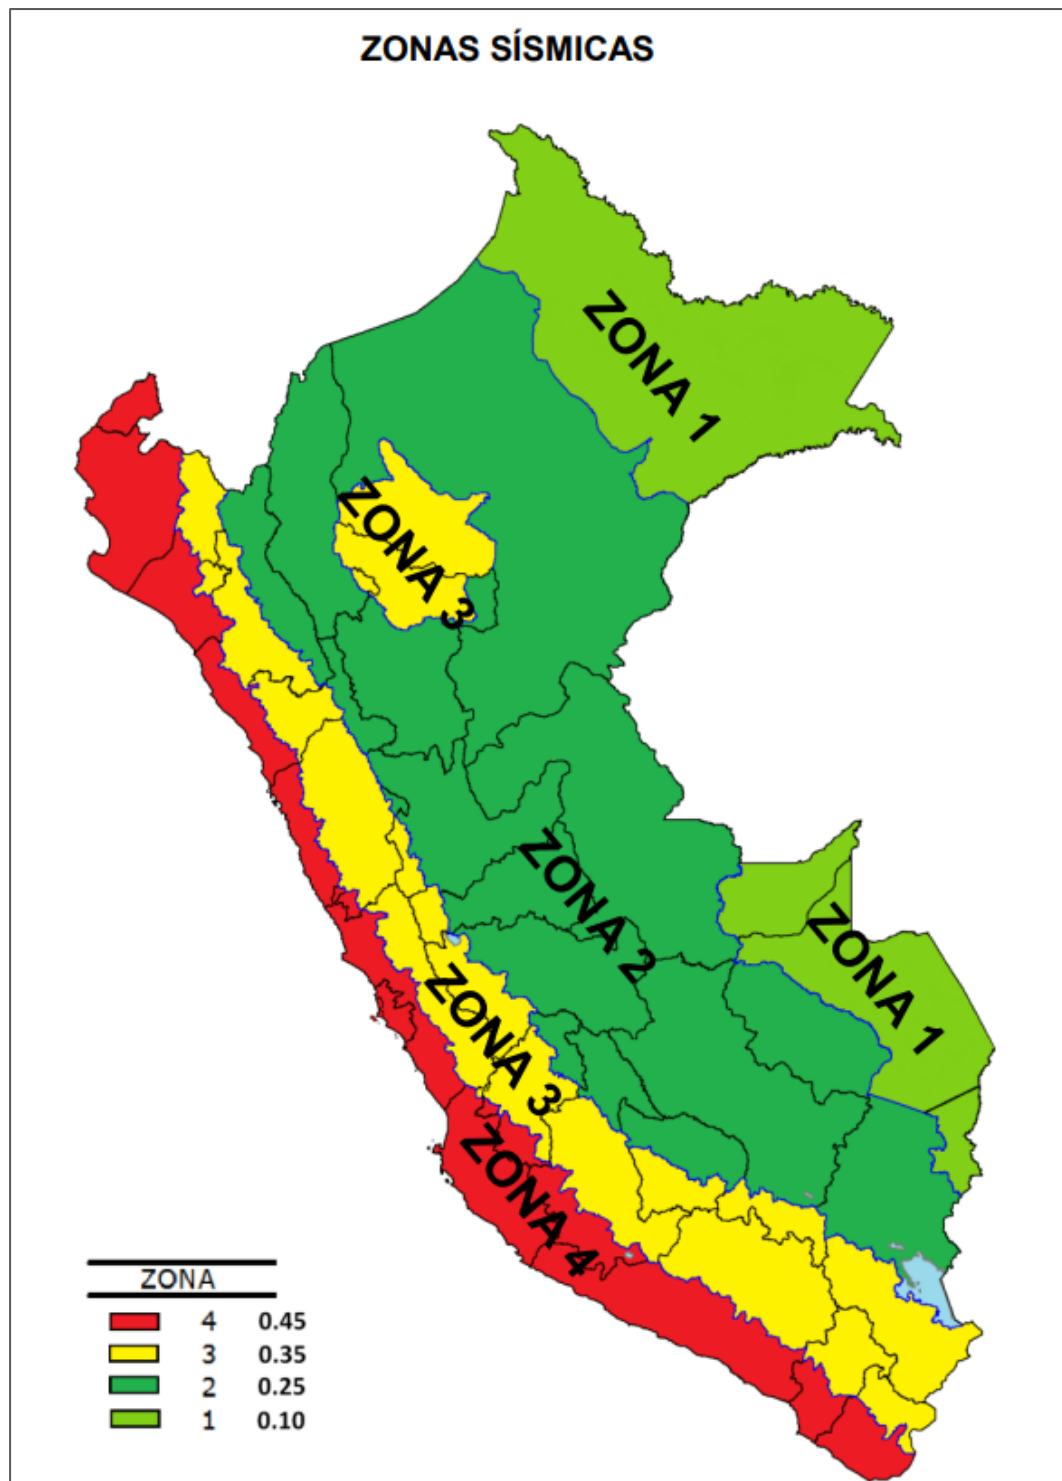 ZONAS SÍSMICAS
ZONA 1
ZONA 3
ZONA 2
ZONA 1
ZONA 3
ZONA 4
ZONA
4 0.45
3 0.35
2 0.25
1 0.10